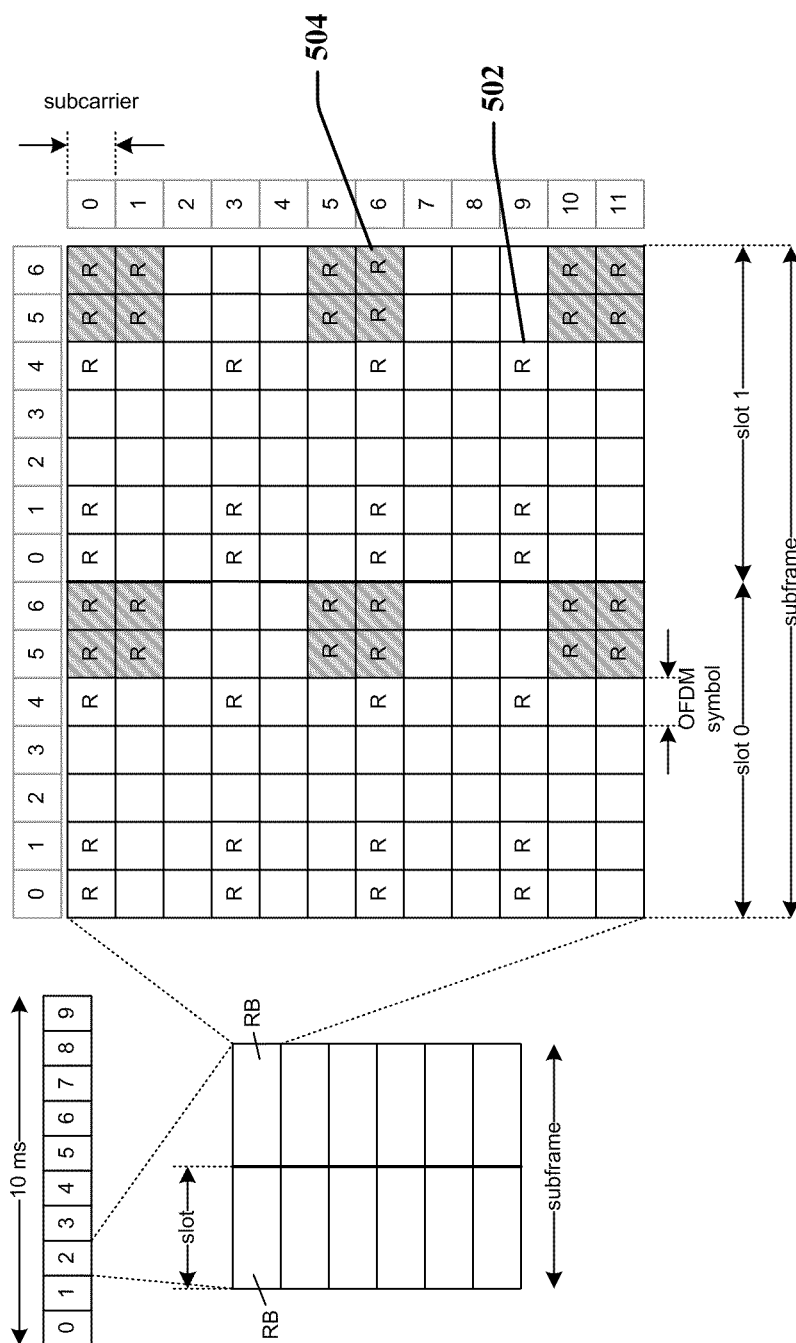 10 ms
0 1 2 3 4 5 6 7 8 9
slot
RB
RB
subframe
subcarrier
0 1 2 3 4 5 6 0 1 2 3 4 5 6
R R R R R R R R R R 0
R R R R 1
2
R R R R R R 3
4
R R R R 5
R R R R R R R R R R 6
7
8
R R R R R R 9
R R R R 10
R R R R 11
504
502
OFDM
symbol
slot 0
slot 1
subframe